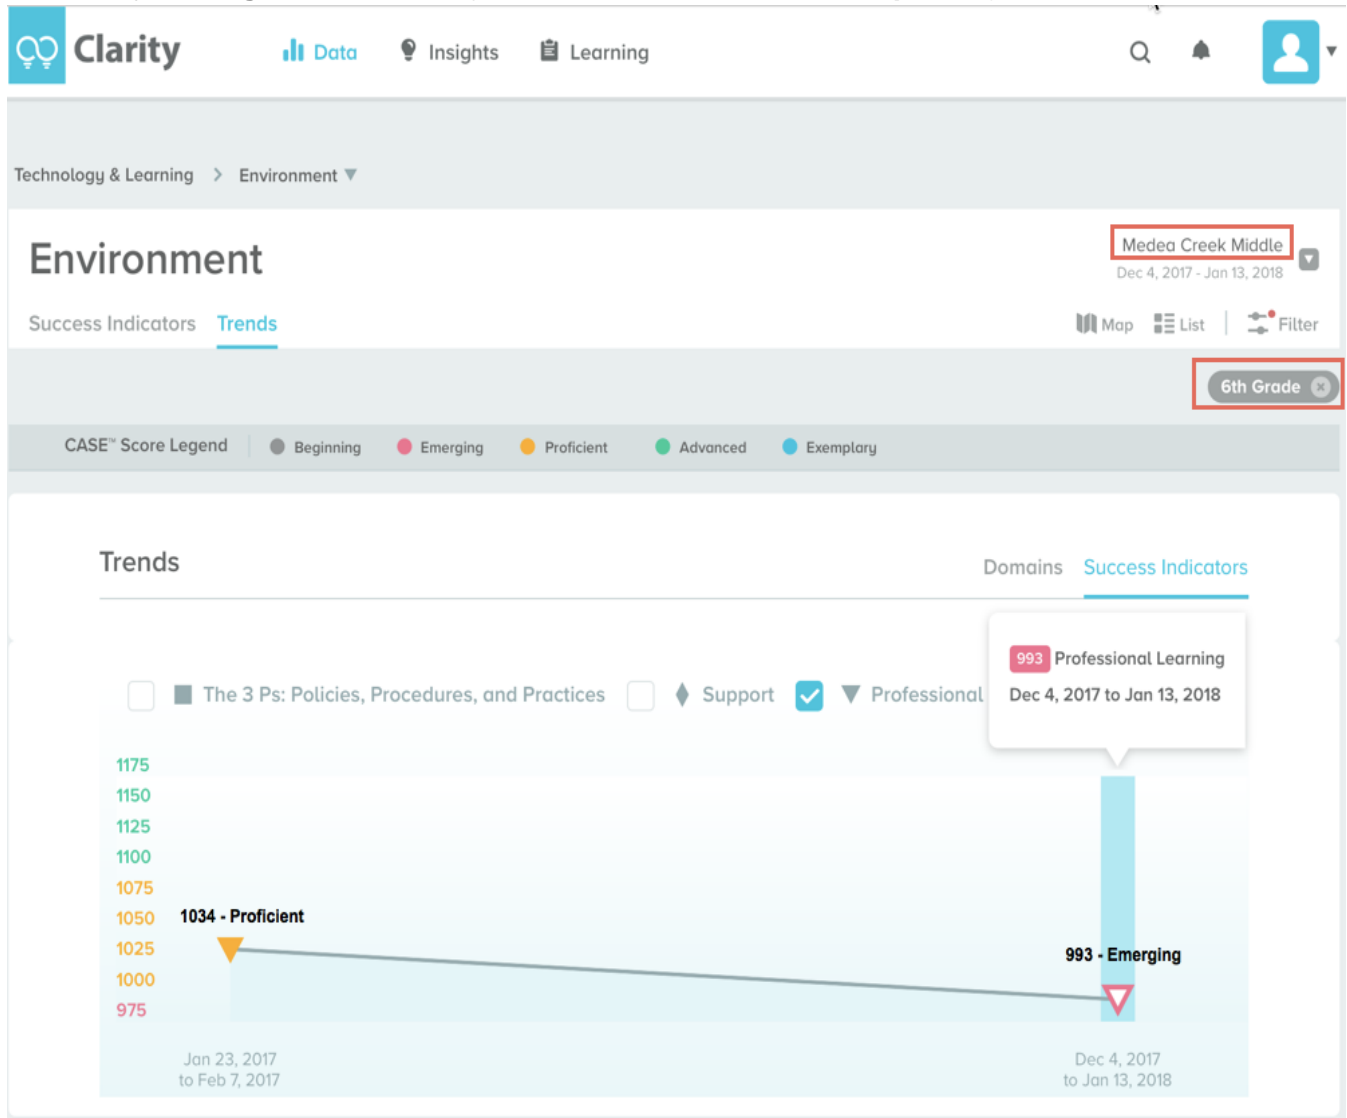 Clarity
Data Insights Learning
Technology & Learning > Environment
Environment
Medea Creek Middle
Dec 4, 2017 - Jan 13, 2018
Success Indicators Trends
Map List Filter
6th Grade
CASE™ Score Legend Beginning Emerging Proficient Advanced Exemplary
Trends
Domains Success Indicators
993 Professional Learning
Dec 4, 2017 to Jan 13, 2018
The 3 Ps: Policies, Procedures, and Practices Support Professional
1175
1150
1125
1100
1075
1050
1034 - Proficient
1025
993 - Emerging
1000
975
Jan 23, 2017
to Feb 7, 2017
Dec 4, 2017
to Jan 13, 2018